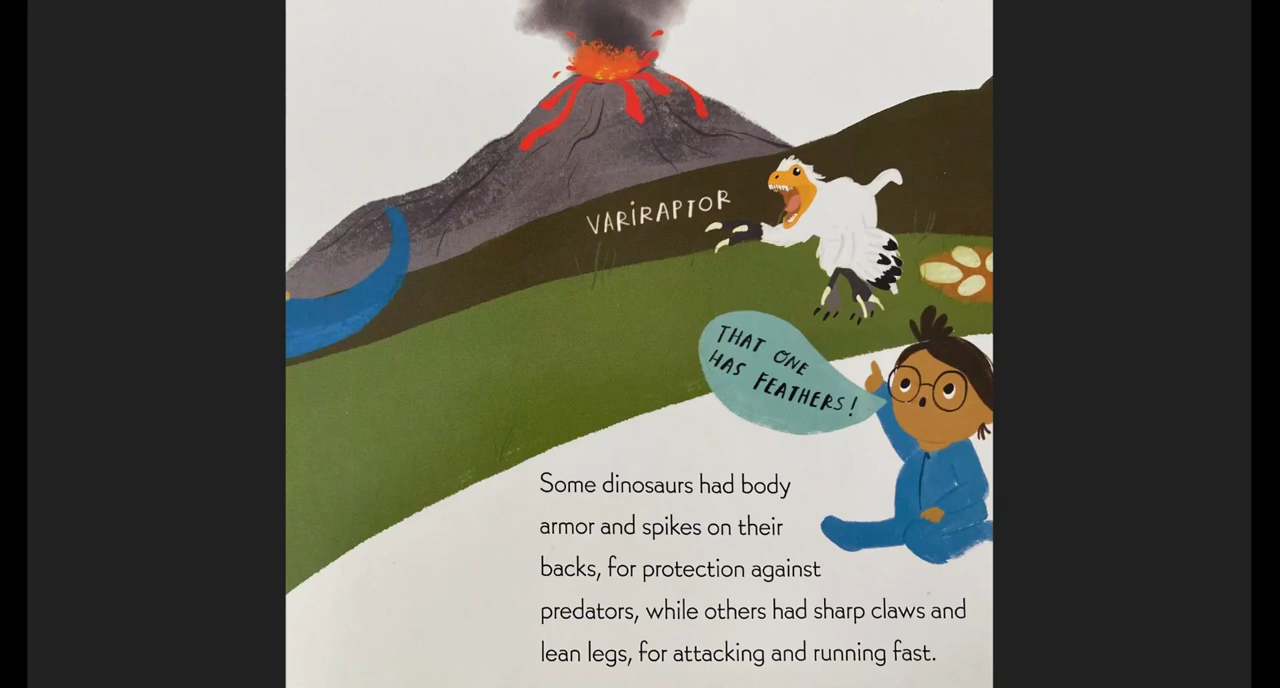 VARIRAPTOR
THAT ONE
HAS FEATHERS!
Some dinosaurs had body
armor and spikes on their
backs, for protection against
predators, while others had sharp claws and
lean legs, for attacking and running fast.